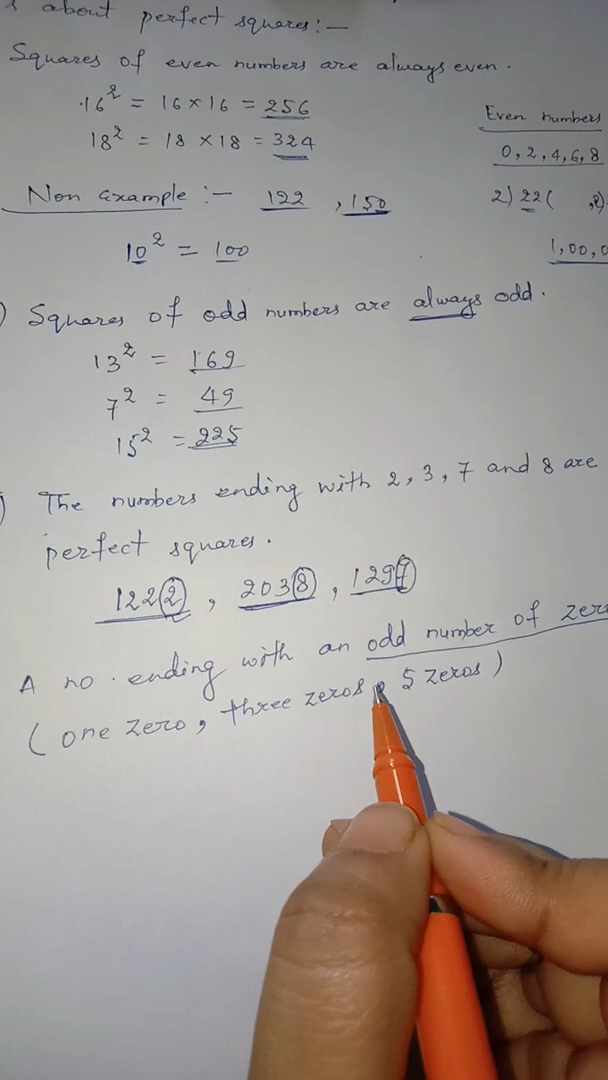 about perfect squares:-
Squares of even numbers are always even.
16² = 16 × 16 = 256
18² = 18 × 18 = 324
Even numbers
0, 2, 4, 6, 8
Non example :- 122 , 150
2) 22 (
10² = 100
1,00,0
) Squares of odd numbers are always odd.
13² = 169
7² = 49
15² = 225
) The numbers ending with 2, 3, 7 and 8 are
perfect squares.
1222 , 2038 , 1297
A no. ending with an odd number of zer
( one zero, three zeros, 5 zeros )